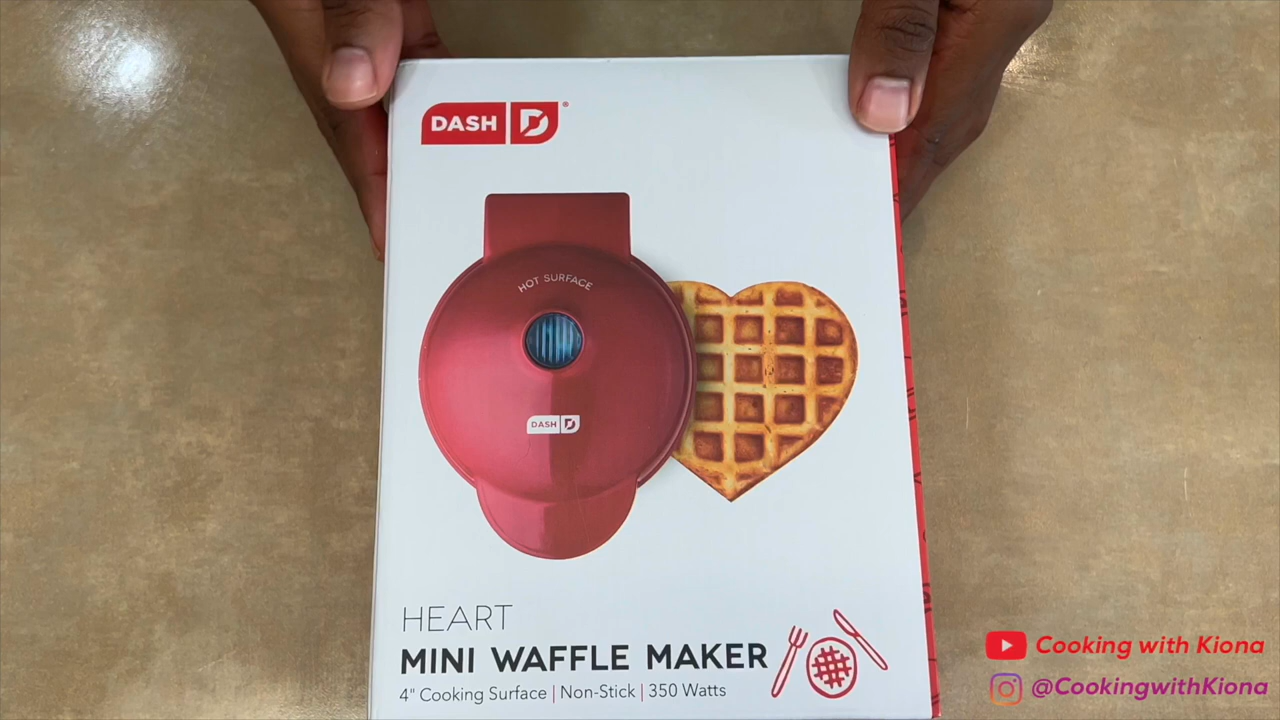 DASH D®
HOT SURFACE
DASH D
HEART
MINI WAFFLE MAKER
4" Cooking Surface | Non-Stick | 350 Watts
Cooking with Kiona
@CookingwithKiona